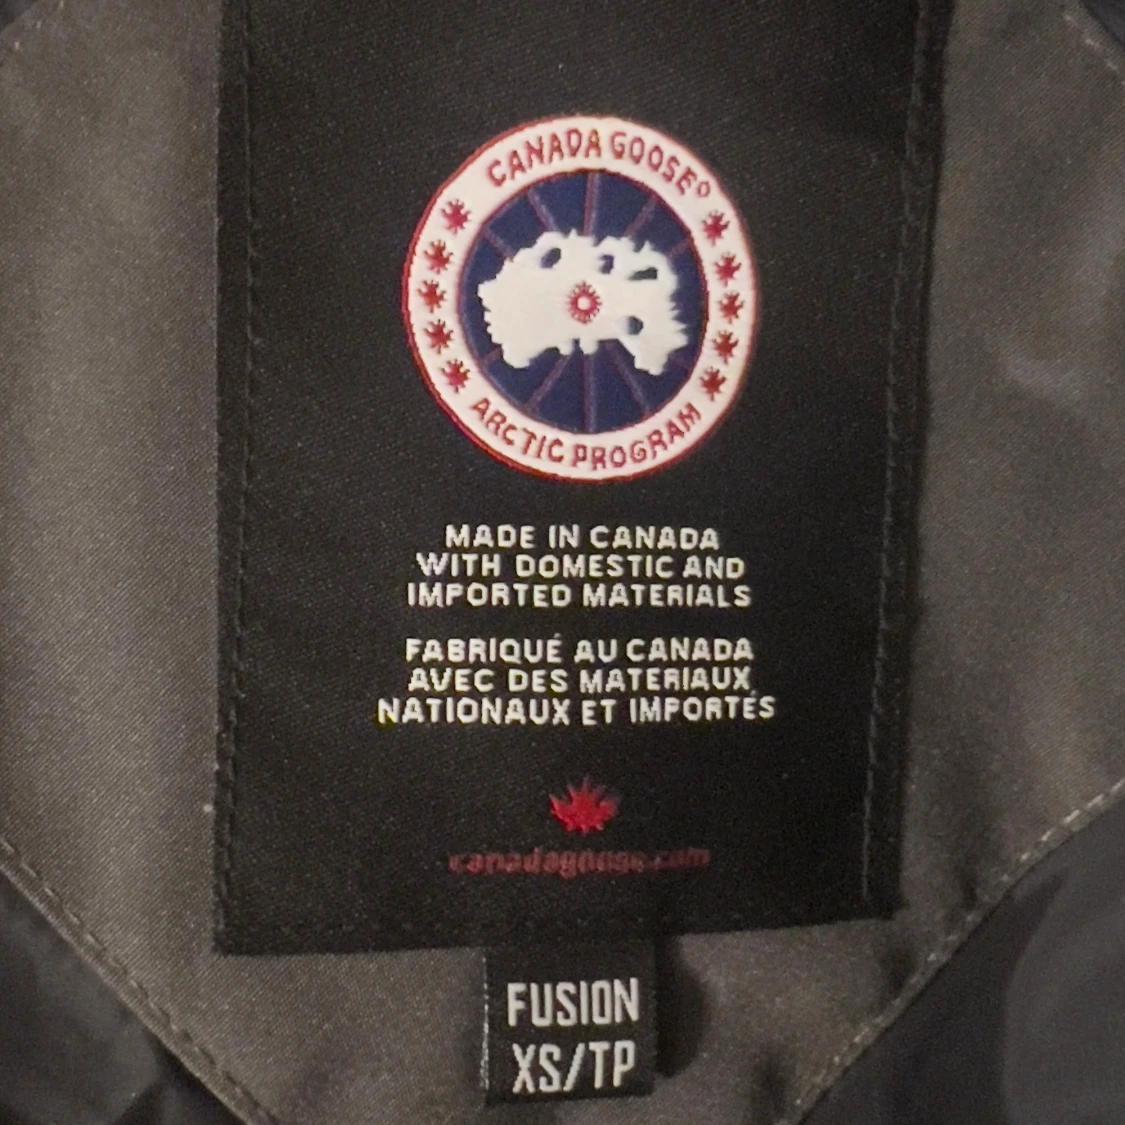 CANADA GOOSE®
ARCTIC PROGRAM
MADE IN CANADA
WITH DOMESTIC AND
IMPORTED MATERIALS
FABRIQUÉ AU CANADA
AVEC DES MATERIAUX
NATIONAUX ET IMPORTÉS
canadagoose.com
FUSION
XS/TP